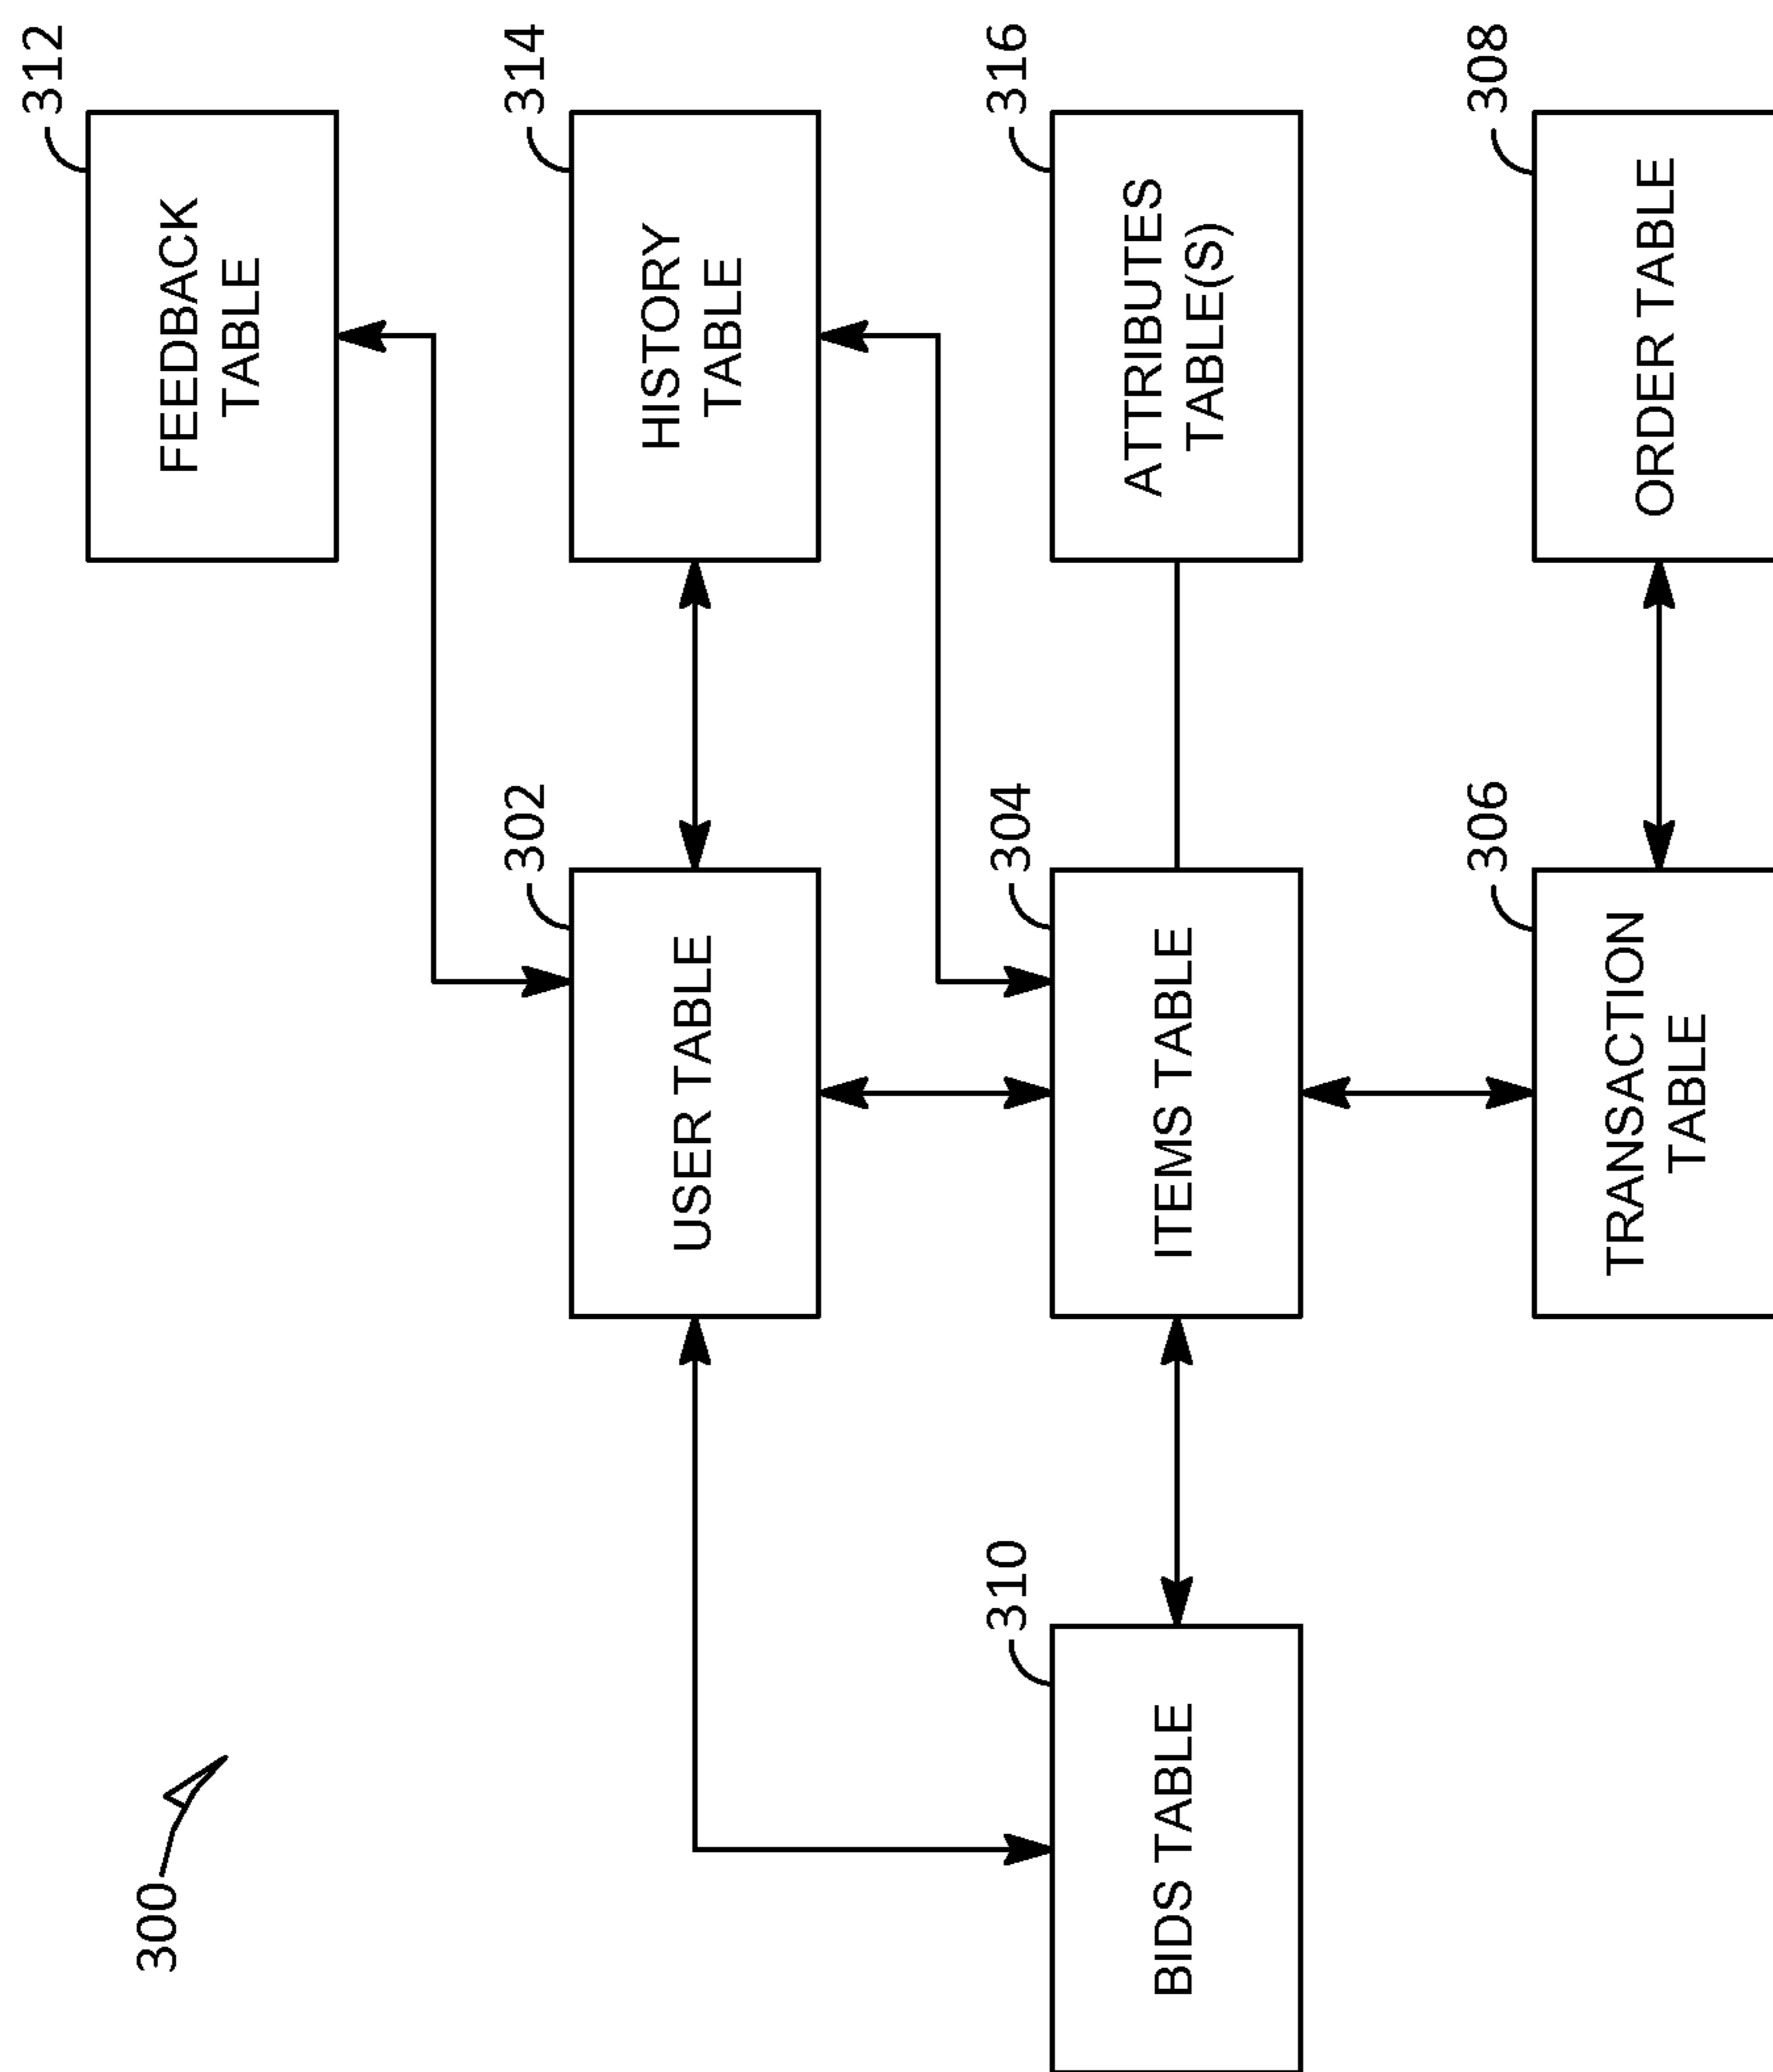 300
312
FEEDBACK
TABLE
302
USER TABLE
314
HISTORY
TABLE
310
BIDS TABLE
304
ITEMS TABLE
316
ATTRIBUTES
TABLE(S)
306
TRANSACTION
TABLE
308
ORDER TABLE